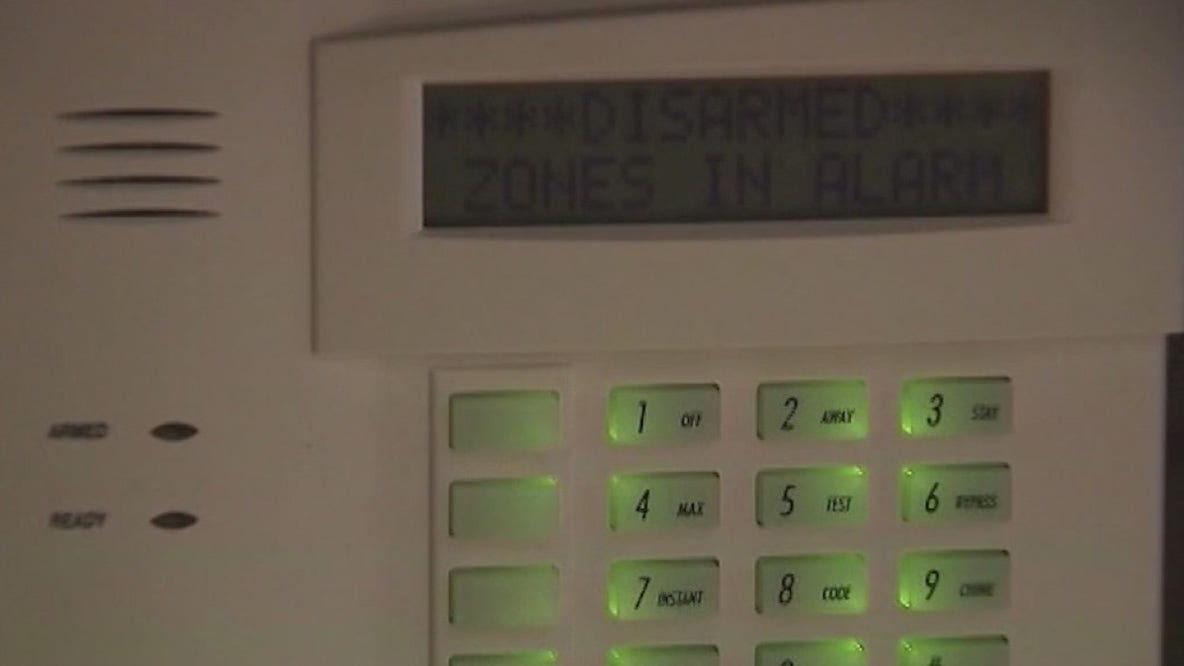 ****DISARMED****
ZONES IN ALARM
1 OFF
2 AWAY
3 STAY
ARMED
4 MAX
5 TEST
6 BYPASS
READY
7 INSTANT
8 CODE
9 CHIME